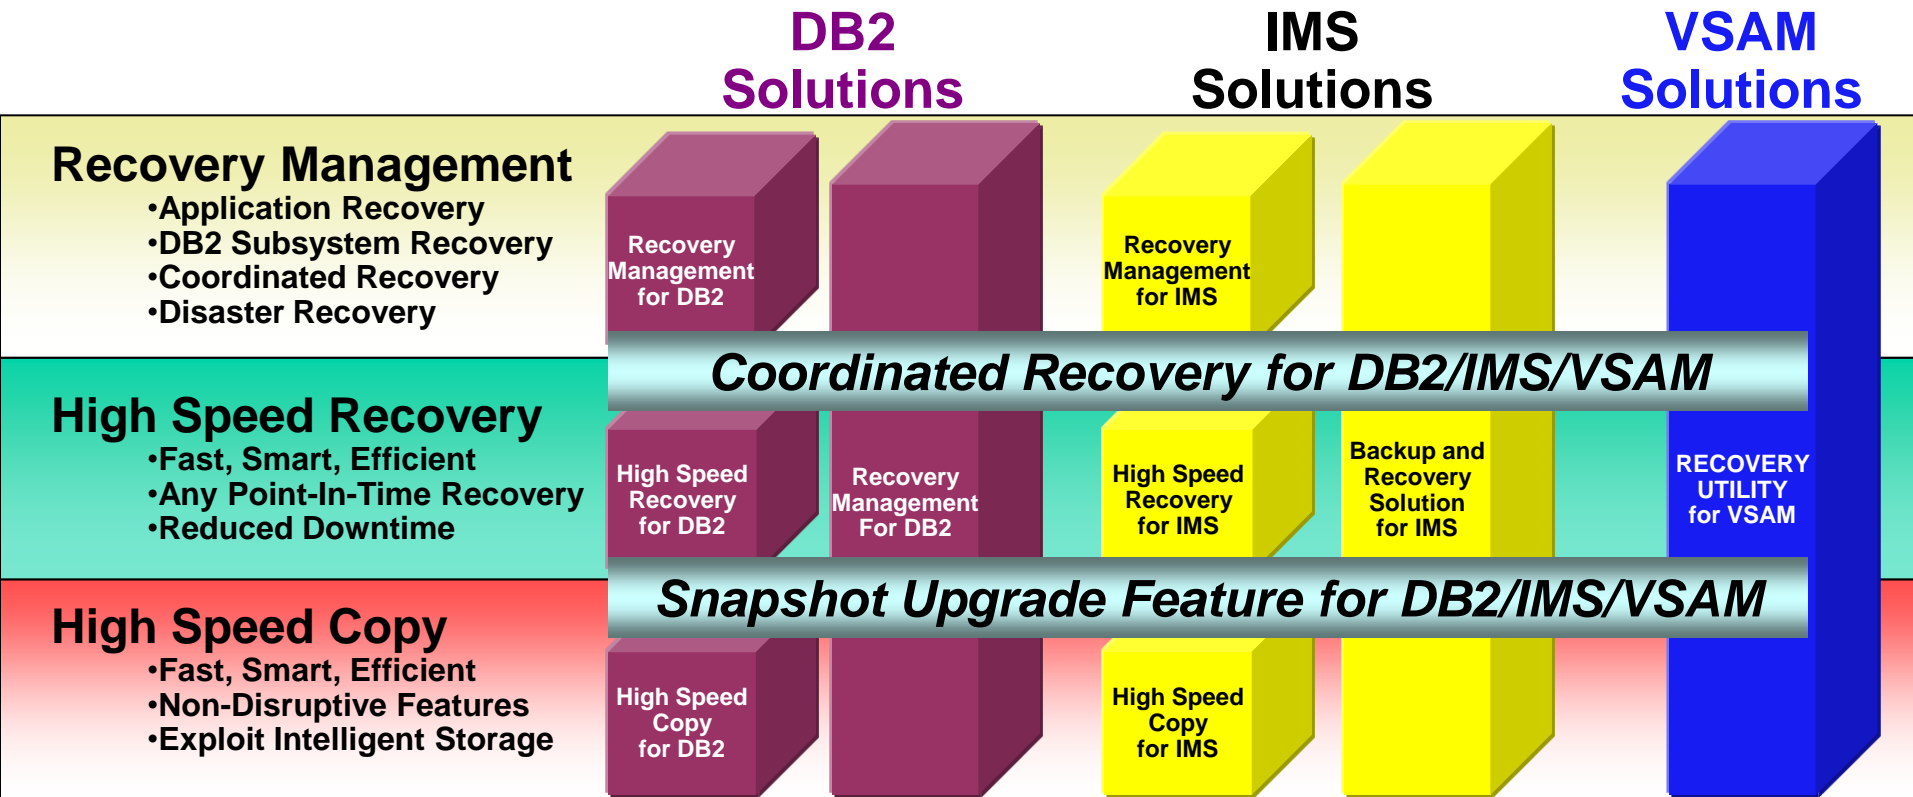 DB2
Solutions
IMS
Solutions
VSAM
Solutions
Recovery Management
•Application Recovery
•DB2 Subsystem Recovery
•Coordinated Recovery
•Disaster Recovery
Recovery
Management
for DB2
Recovery
Management
for IMS
Coordinated Recovery for DB2/IMS/VSAM
High Speed Recovery
•Fast, Smart, Efficient
•Any Point-In-Time Recovery
•Reduced Downtime
High Speed
Recovery
for DB2
Recovery
Management
For DB2
High Speed
Recovery
for IMS
Backup and
Recovery
Solution
for IMS
RECOVERY
UTILITY
for VSAM
Snapshot Upgrade Feature for DB2/IMS/VSAM
High Speed Copy
•Fast, Smart, Efficient
•Non-Disruptive Features
•Exploit Intelligent Storage
High Speed
Copy
for DB2
High Speed
Copy
for IMS